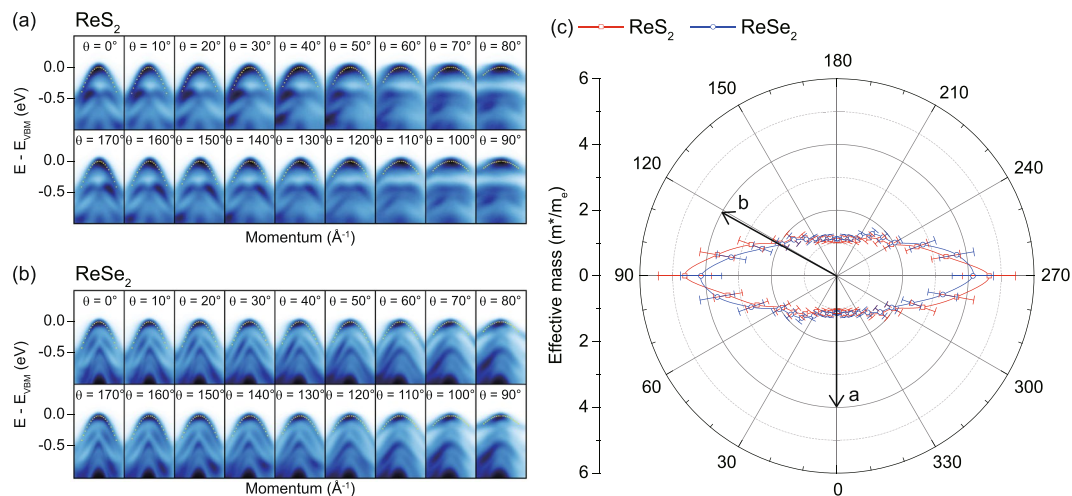 (a)
ReS2
θ = 0° θ = 10° θ = 20° θ = 30° θ = 40° θ = 50° θ = 60° θ = 70° θ = 80°
0.0
-0.5
θ = 170° θ = 160° θ = 150° θ = 140° θ = 130° θ = 120° θ = 110° θ = 100° θ = 90°
0.0
-0.5
E - EVBM (eV)
Momentum (Å-1)
(b)
ReSe2
θ = 0° θ = 10° θ = 20° θ = 30° θ = 40° θ = 50° θ = 60° θ = 70° θ = 80°
0.0
-0.5
θ = 170° θ = 160° θ = 150° θ = 140° θ = 130° θ = 120° θ = 110° θ = 100° θ = 90°
0.0
-0.5
E - EVBM (eV)
Momentum (Å-1)
(c)
ReS2 ReSe2
Effective mass (m*/me)
6
4
2
0
2
4
6
180
150 210
120 240
90 270
60 300
30 330
0
b
a